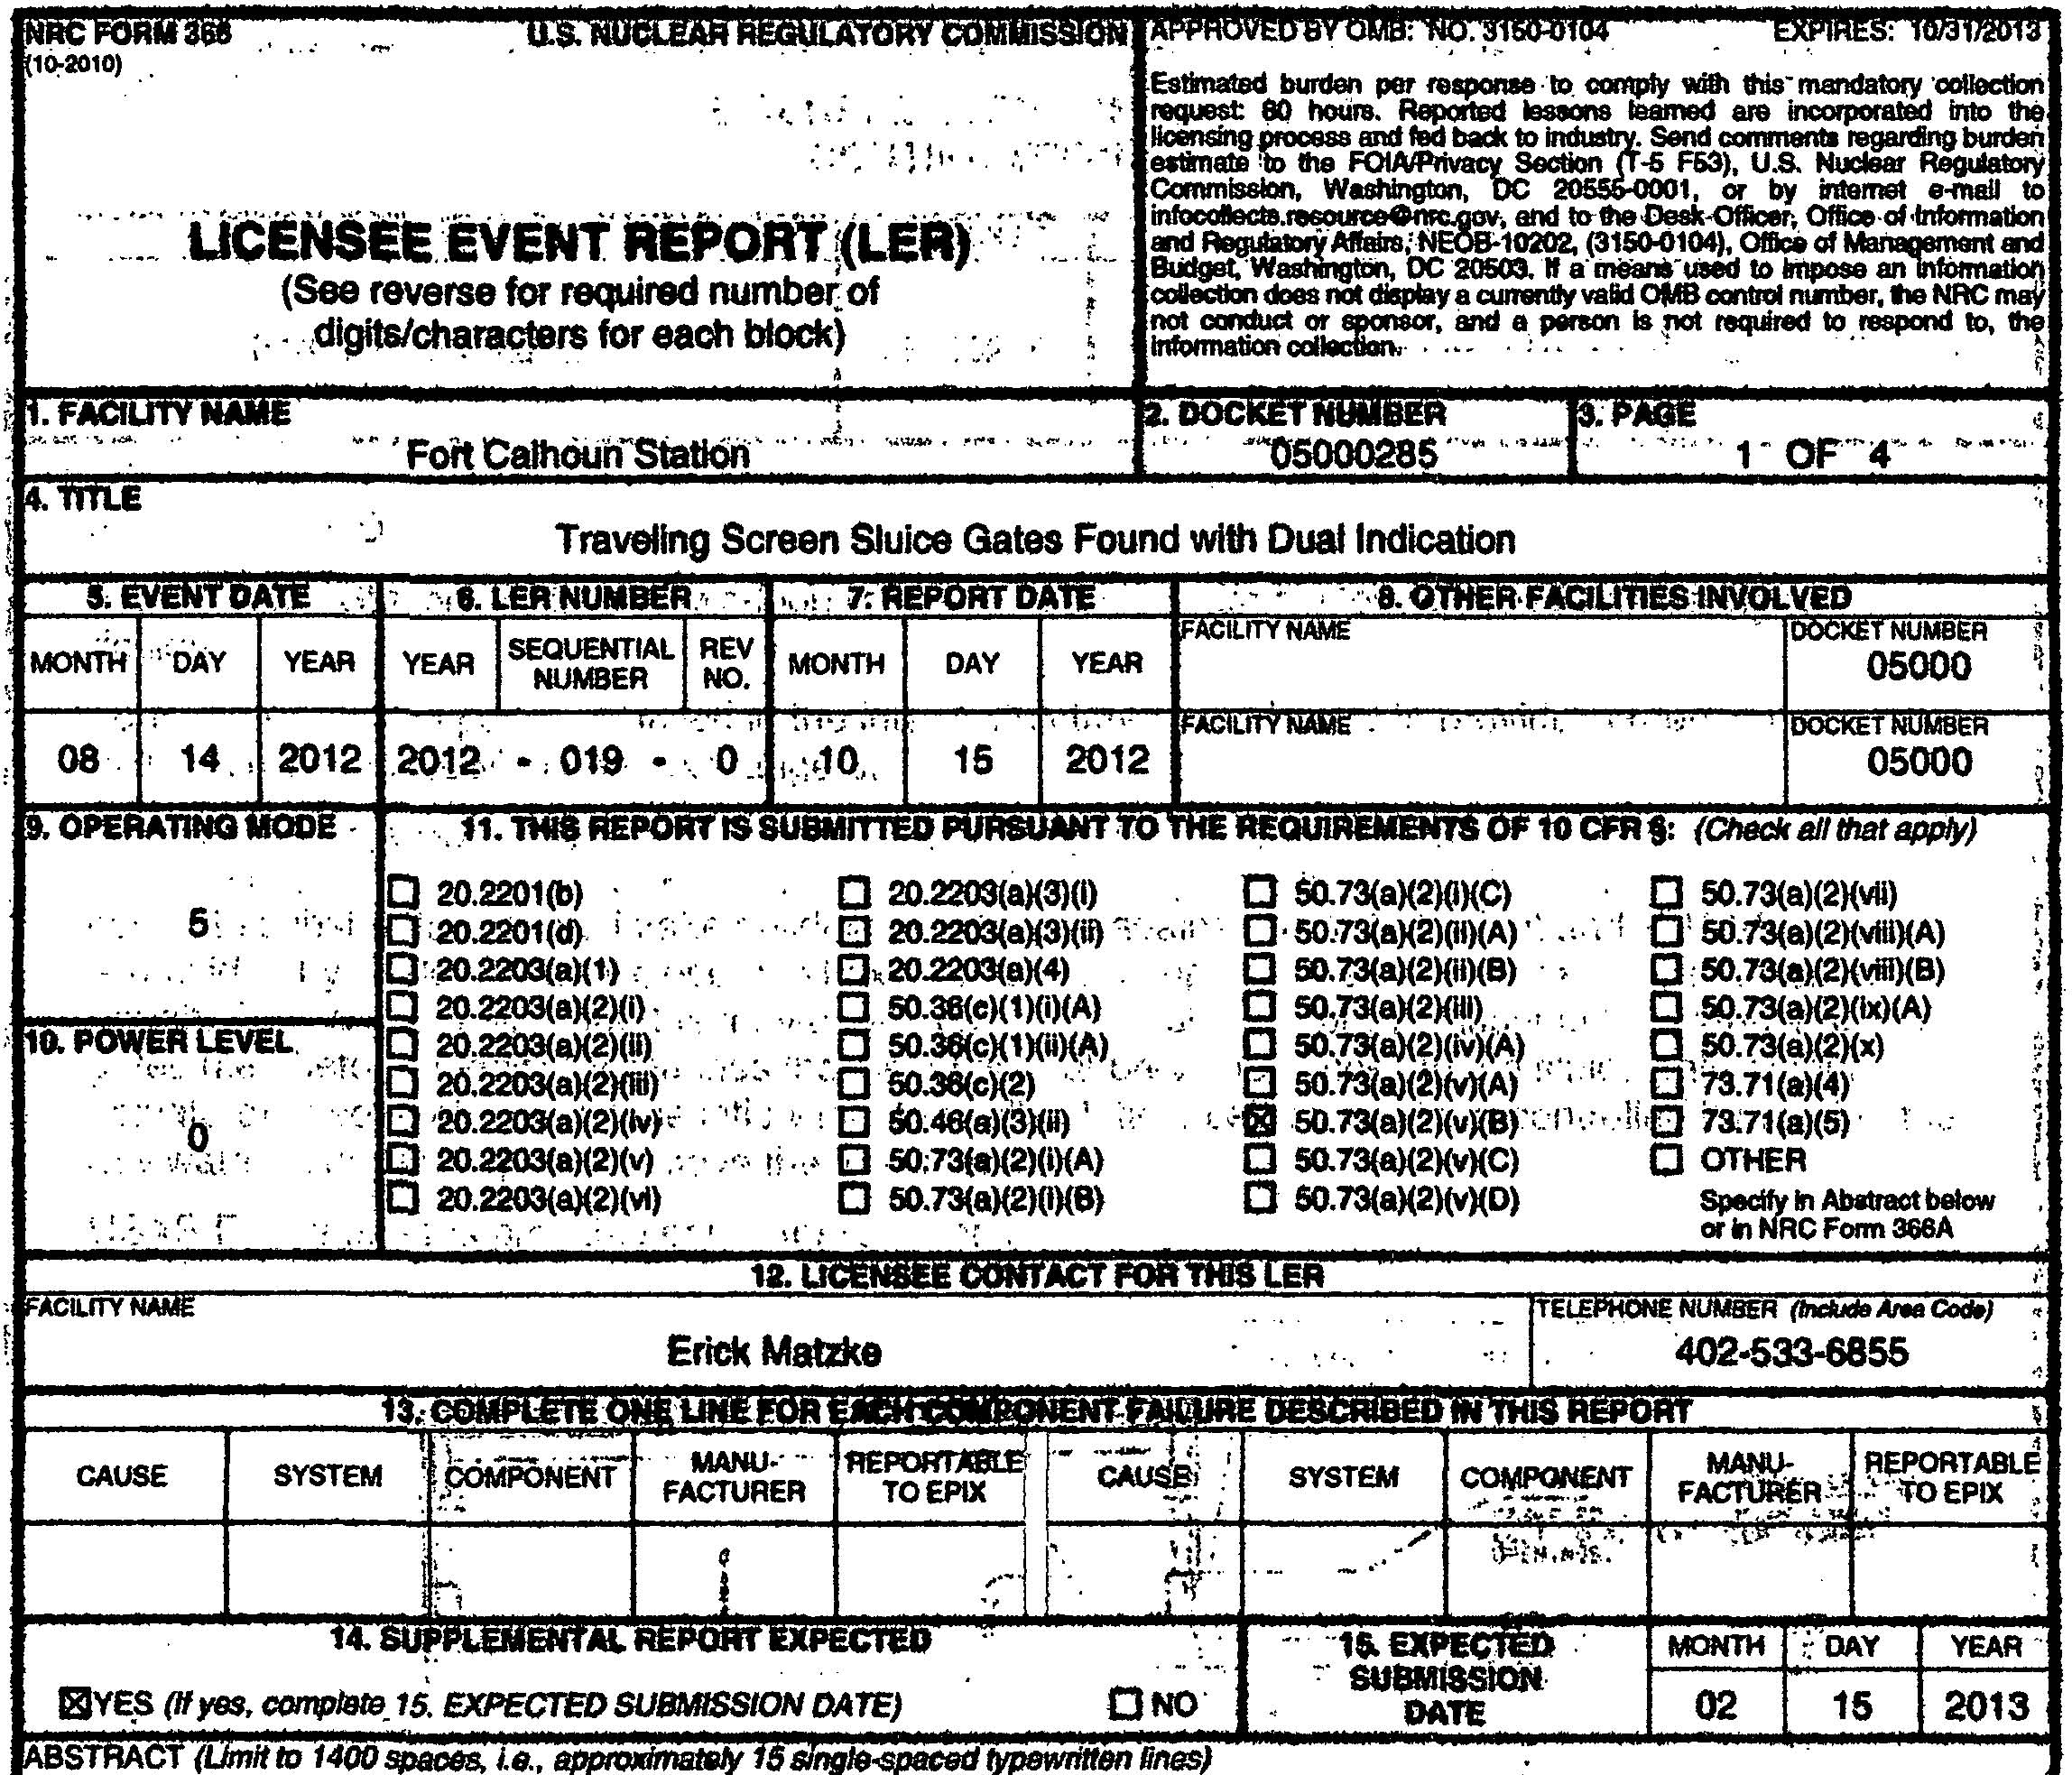 NRC FORM 366 U.S. NUCLEAR REGULATORY COMMISSION
(10-2010)
APPROVED BY OMB: NO. 3150-0104 EXPIRES: 10/31/2013
Estimated burden per response to comply with this mandatory collection
request: 80 hours. Reported lessons learned are incorporated into the
licensing process and fed back to industry. Send comments regarding burden
estimate to the FOIA/Privacy Section (T-5 F53), U.S. Nuclear Regulatory
Commission, Washington, DC 20555-0001, or by internet e-mail to
infocollects.resource@nrc.gov, and to the Desk Officer, Office of Information
and Regulatory Affairs, NEOB-10202, (3150-0104), Office of Management and
Budget, Washington, DC 20503. If a means used to impose an information
collection does not display a currently valid OMB control number, the NRC may
not conduct or sponsor, and a person is not required to respond to, the
information collection.
LICENSEE EVENT REPORT (LER)
(See reverse for required number of
digits/characters for each block)
1. FACILITY NAME 2. DOCKET NUMBER 3. PAGE
Fort Calhoun Station 05000285 1 OF 4
4. TITLE
Traveling Screen Sluice Gates Found with Dual Indication
5. EVENT DATE 6. LER NUMBER 7. REPORT DATE 8. OTHER FACILITIES INVOLVED
MONTH DAY YEAR YEAR SEQUENTIAL NUMBER REV NO. MONTH DAY YEAR FACILITY NAME DOCKET NUMBER
05000
08 14 2012 2012 - 019 - 0 10 15 2012 FACILITY NAME DOCKET NUMBER
05000
9. OPERATING MODE 11. THIS REPORT IS SUBMITTED PURSUANT TO THE REQUIREMENTS OF 10 CFR §: (Check all that apply)
5
☐ 20.2201(b) ☐ 20.2203(a)(3)(i) ☐ 50.73(a)(2)(i)(C) ☐ 50.73(a)(2)(vii)
☐ 20.2201(d) ☐ 20.2203(a)(3)(ii) ☐ 50.73(a)(2)(ii)(A) ☐ 50.73(a)(2)(viii)(A)
☐ 20.2203(a)(1) ☐ 20.2203(a)(4) ☐ 50.73(a)(2)(ii)(B) ☐ 50.73(a)(2)(viii)(B)
☐ 20.2203(a)(2)(i) ☐ 50.36(c)(1)(i)(A) ☐ 50.73(a)(2)(iii) ☐ 50.73(a)(2)(ix)(A)
10. POWER LEVEL
0
☐ 20.2203(a)(2)(ii) ☐ 50.36(c)(1)(ii)(A) ☐ 50.73(a)(2)(iv)(A) ☐ 50.73(a)(2)(x)
☐ 20.2203(a)(2)(iii) ☐ 50.36(c)(2) ☐ 50.73(a)(2)(v)(A) ☐ 73.71(a)(4)
☐ 20.2203(a)(2)(iv) ☐ 50.46(a)(3)(ii) ☒ 50.73(a)(2)(v)(B) ☐ 73.71(a)(5)
☐ 20.2203(a)(2)(v) ☐ 50.73(a)(2)(i)(A) ☐ 50.73(a)(2)(v)(C) ☐ OTHER
☐ 20.2203(a)(2)(vi) ☐ 50.73(a)(2)(i)(B) ☐ 50.73(a)(2)(v)(D) Specify in Abstract below
or in NRC Form 366A
12. LICENSEE CONTACT FOR THIS LER
FACILITY NAME TELEPHONE NUMBER (Include Area Code)
Erick Matzke 402-533-6855
13. COMPLETE ONE LINE FOR EACH COMPONENT FAILURE DESCRIBED IN THIS REPORT
CAUSE SYSTEM COMPONENT MANU-FACTURER REPORTABLE TO EPIX CAUSE SYSTEM COMPONENT MANU-FACTURER REPORTABLE TO EPIX
14. SUPPLEMENTAL REPORT EXPECTED 15. EXPECTED SUBMISSION DATE MONTH DAY YEAR
☒ YES (If yes, complete 15. EXPECTED SUBMISSION DATE) ☐ NO 02 15 2013
ABSTRACT (Limit to 1400 spaces, i.e., approximately 15 single-spaced typewritten lines)